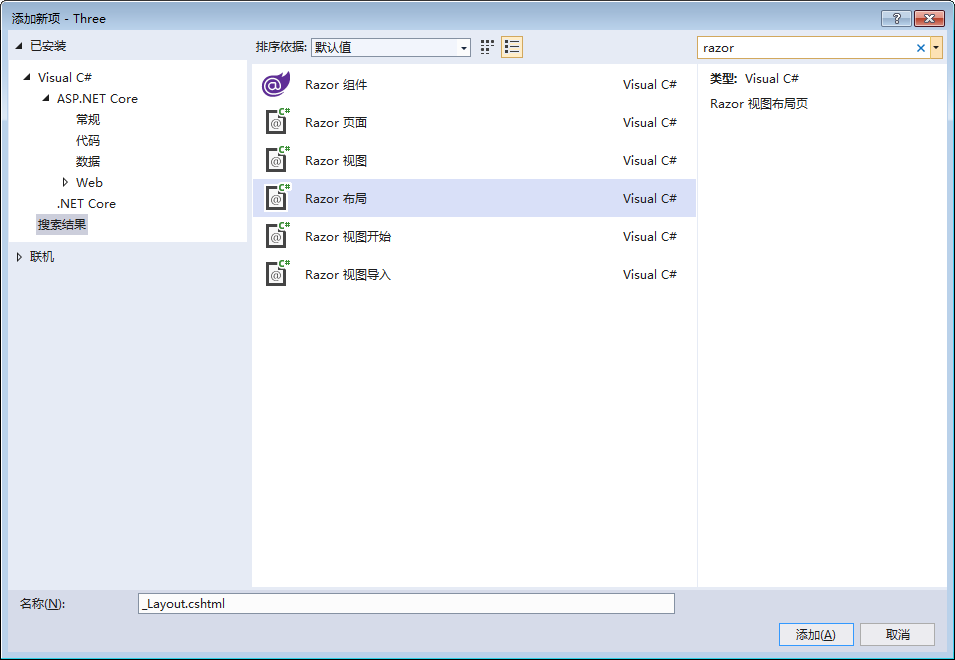 添加新项 - Three
已安装
Visual C#
ASP.NET Core
常规
代码
数据
Web
.NET Core
搜索结果
联机
排序依据: 默认值
Razor 组件 Visual C#
Razor 页面 Visual C#
Razor 视图 Visual C#
Razor 布局 Visual C#
Razor 视图开始 Visual C#
Razor 视图导入 Visual C#
razor
类型: Visual C#
Razor 视图布局页
名称(N): _Layout.cshtml
添加(A) 取消